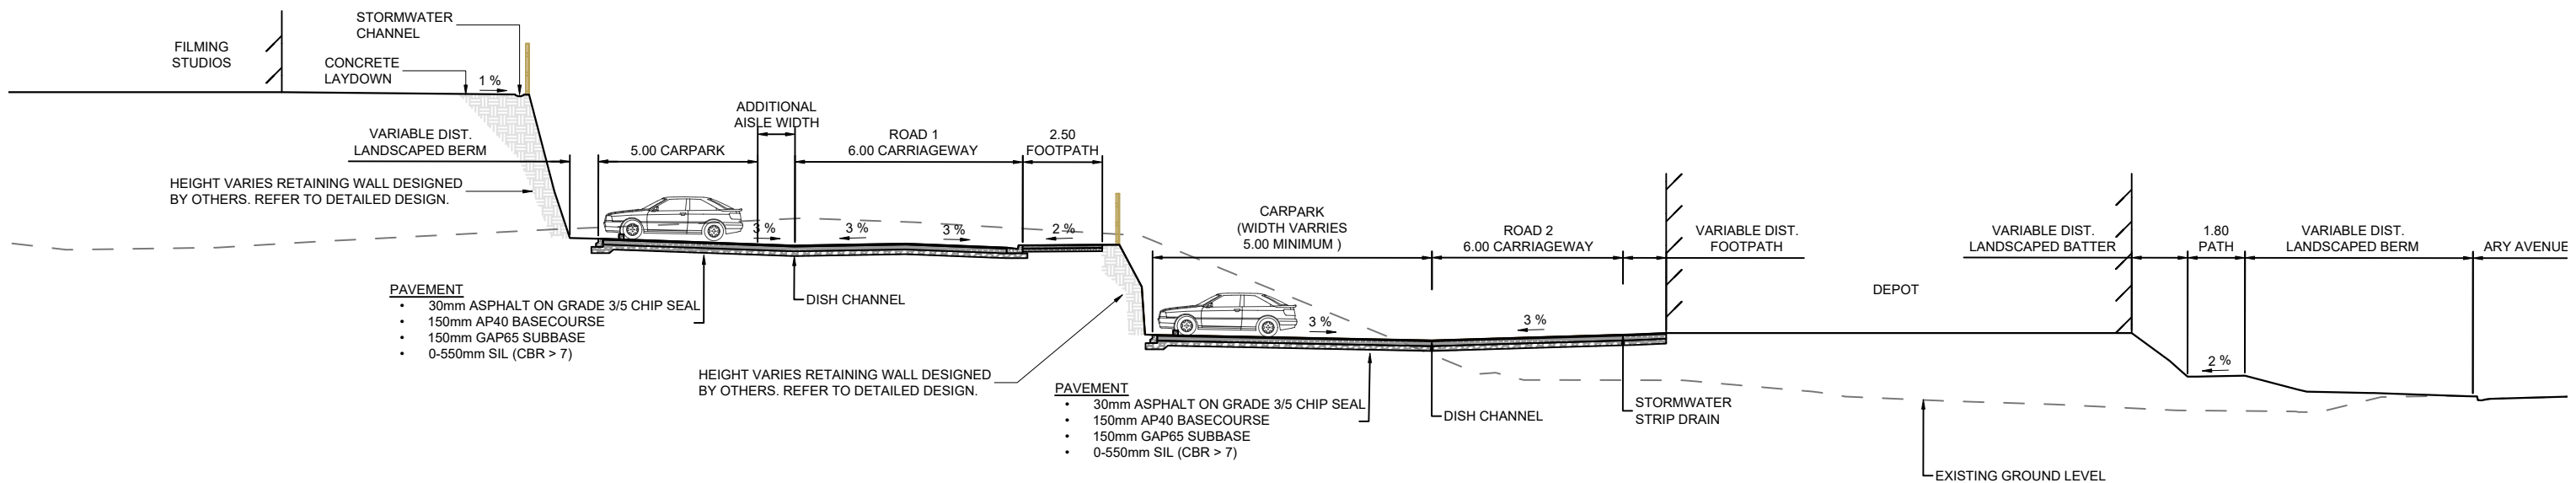 FILMING
STUDIOS
STORMWATER
CHANNEL
CONCRETE
LAYDOWN
1 %
VARIABLE DIST.
LANDSCAPED BERM
HEIGHT VARIES RETAINING WALL DESIGNED
BY OTHERS. REFER TO DETAILED DESIGN.
5.00 CARPARK
ADDITIONAL
AISLE WIDTH
ROAD 1
6.00 CARRIAGEWAY
2.50
FOOTPATH
3 %
3 %
3 %
2 %
PAVEMENT
• 30mm ASPHALT ON GRADE 3/5 CHIP SEAL
• 150mm AP40 BASECOURSE
• 150mm GAP65 SUBBASE
• 0-550mm SIL (CBR > 7)
DISH CHANNEL
HEIGHT VARIES RETAINING WALL DESIGNED
BY OTHERS. REFER TO DETAILED DESIGN.
CARPARK
(WIDTH VARRIES
5.00 MINIMUM )
ROAD 2
6.00 CARRIAGEWAY
VARIABLE DIST.
FOOTPATH
3 %
3 %
PAVEMENT
• 30mm ASPHALT ON GRADE 3/5 CHIP SEAL
• 150mm AP40 BASECOURSE
• 150mm GAP65 SUBBASE
• 0-550mm SIL (CBR > 7)
DISH CHANNEL
STORMWATER
STRIP DRAIN
DEPOT
VARIABLE DIST.
LANDSCAPED BATTER
1.80
PATH
VARIABLE DIST.
LANDSCAPED BERM
ARY AVENUE
2 %
EXISTING GROUND LEVEL